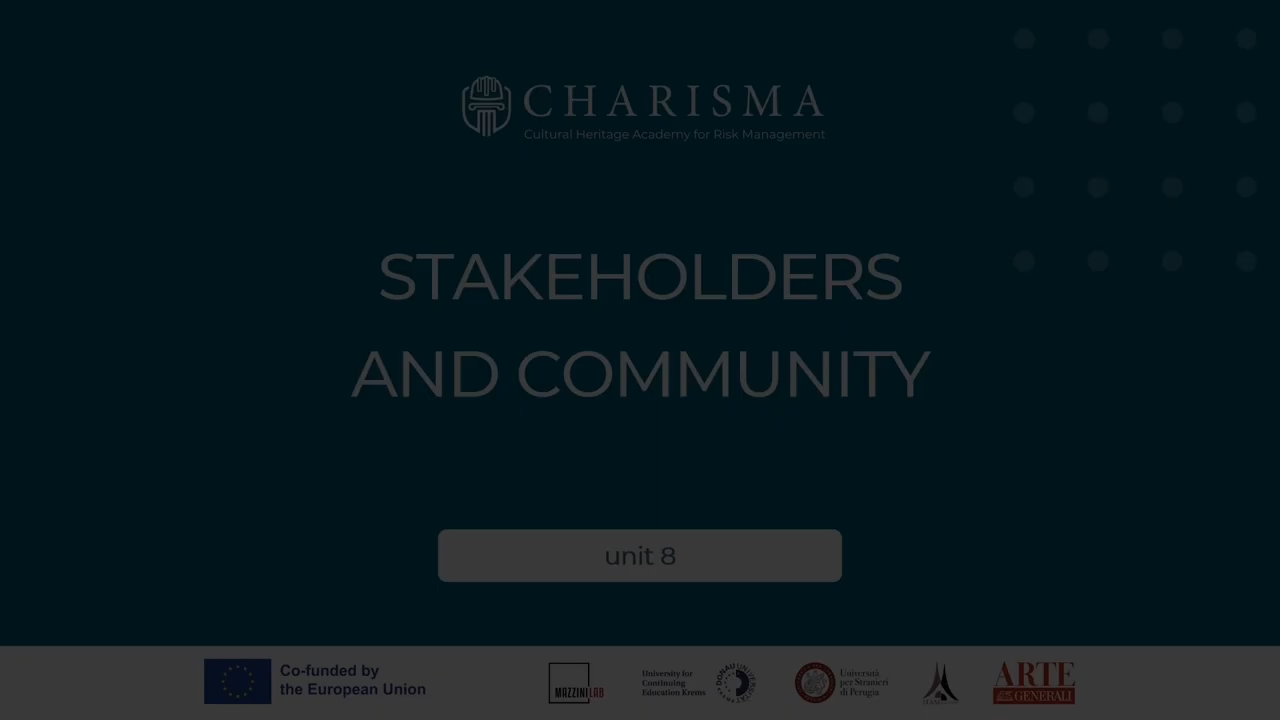 CHARISMA
Cultural Heritage Academy for Risk Management
STAKEHOLDERS
AND COMMUNITY
unit 8
Co-funded by
the European Union
MAZZINI LAB
University for
Continuing
Education Krems
Università
per Stranieri
di Perugia
ARTE
GENERALI